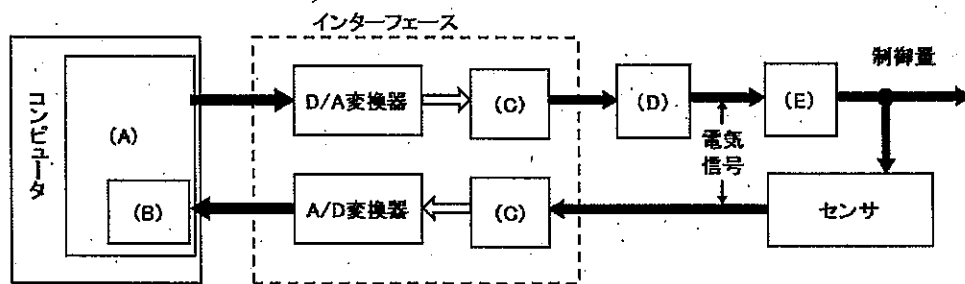 インターフェース
コンピュータ
(A)
(B)
D/A変換器
(C)
(D)
(E)
制御量
電気
信号
A/D変換器
(C)
センサ